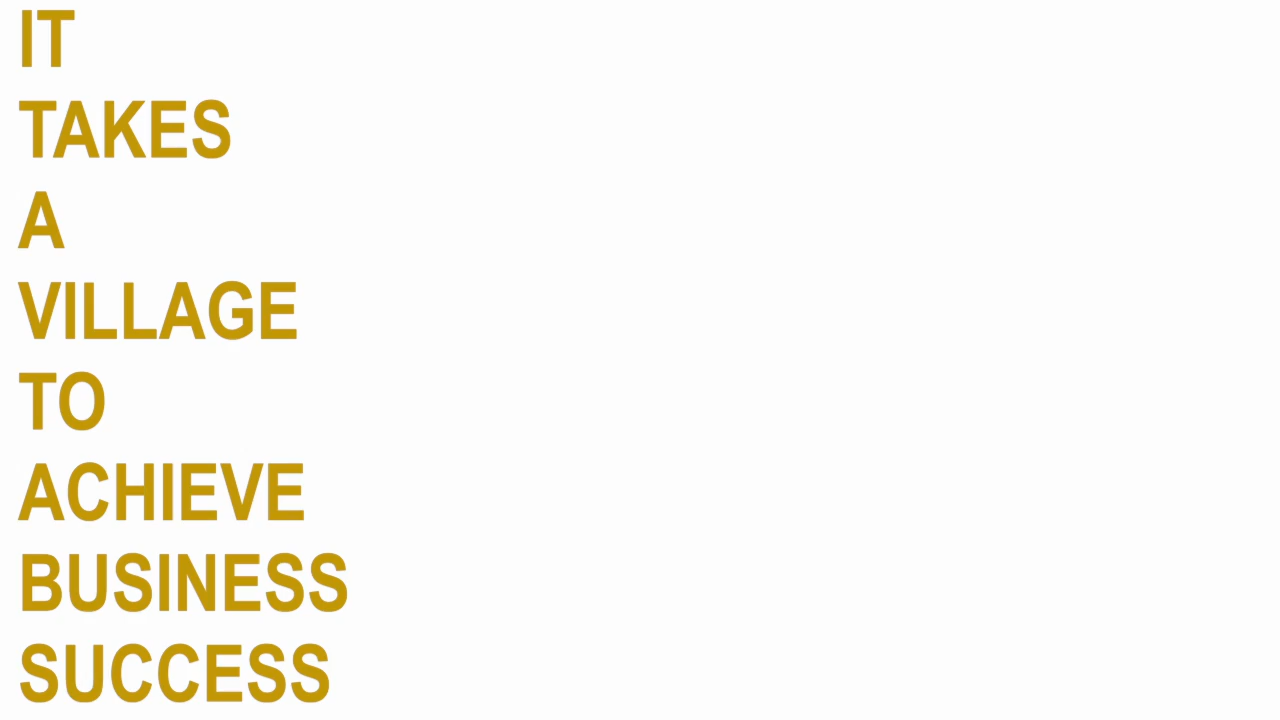 IT
TAKES
A
VILLAGE
TO
ACHIEVE
BUSINESS
SUCCESS